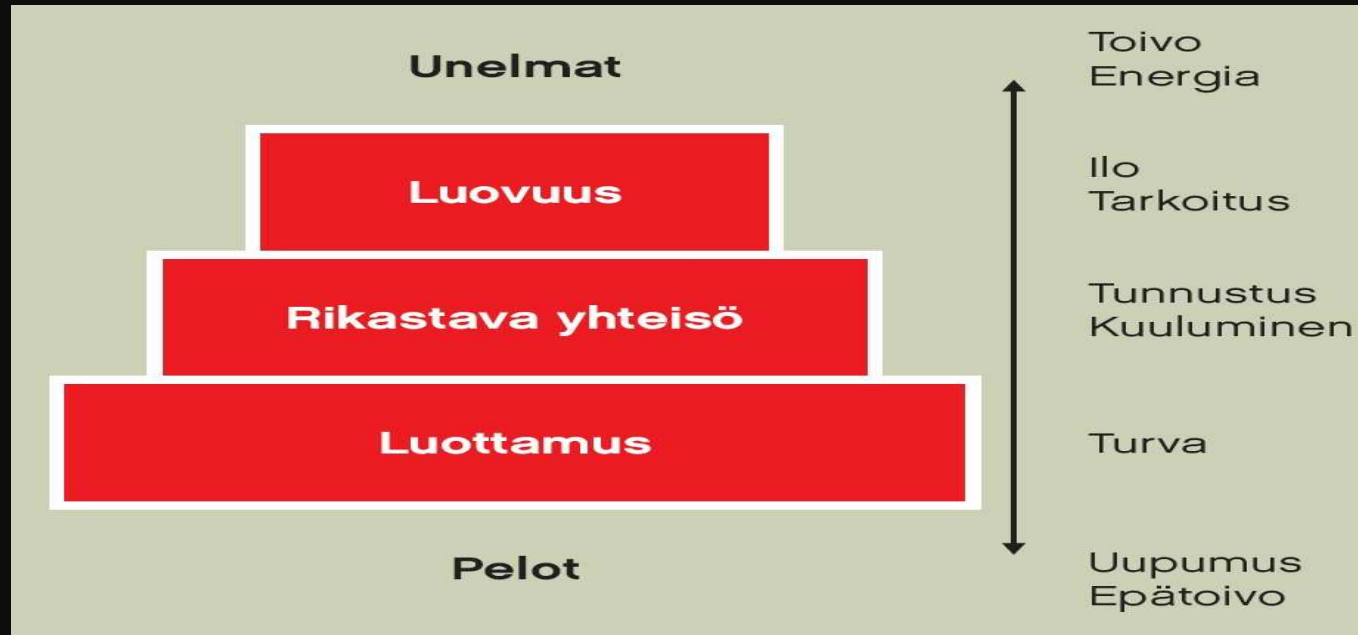 Unelmat
Luovuus
Rikastava yhteisö
Luottamus
Pelot
Toivo
Energia
Ilo
Tarkoitus
Tunnustus
Kuuluminen
Turva
Uupumus
Epätoivo